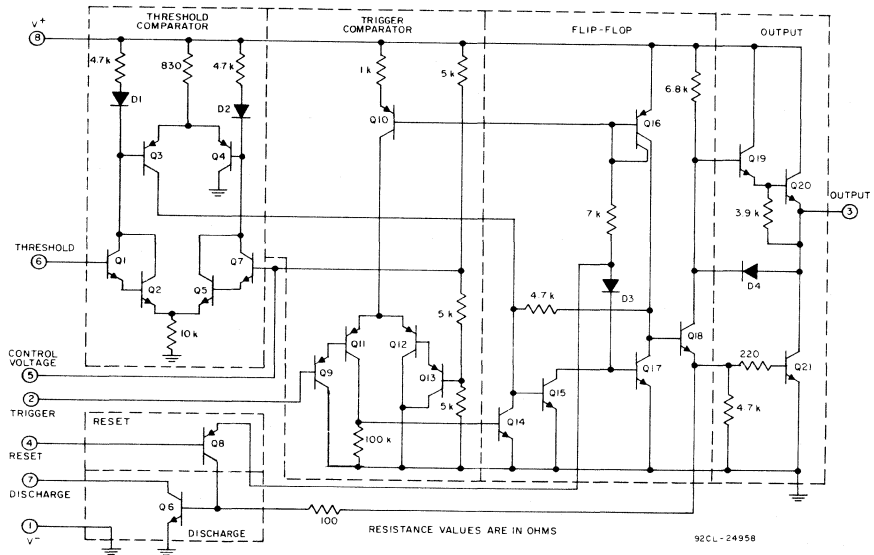 V+
8
THRESHOLD
COMPARATOR
TRIGGER
COMPARATOR
FLIP-FLOP
OUTPUT
4.7k
830
4.7k
1k
5k
6.8k
D1
D2
Q10
Q16
Q3
Q4
Q19
Q20
7k
3.9k
OUTPUT
3
THRESHOLD
6
Q1
Q2
Q5
Q7
D4
D3
5k
4.7k
10k
Q11
Q12
Q18
CONTROL
VOLTAGE
5
Q9
Q13
Q15
Q17
220
Q21
2
TRIGGER
5k
Q14
4.7k
RESET
100k
4
RESET
Q8
7
DISCHARGE
Q6
100
1
V-
DISCHARGE
RESISTANCE VALUES ARE IN OHMS
92CL-24958